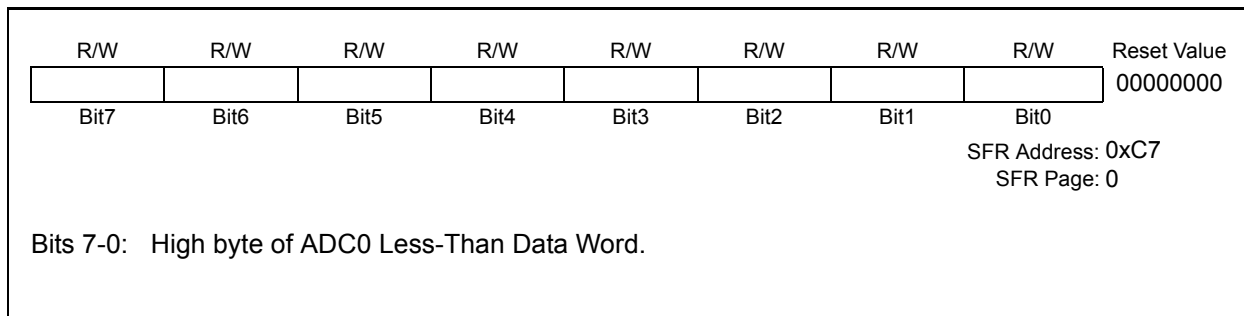 R/W R/W R/W R/W R/W R/W R/W R/W Reset Value
00000000
Bit7 Bit6 Bit5 Bit4 Bit3 Bit2 Bit1 Bit0
SFR Address: 0xC7
SFR Page: 0
Bits 7-0: High byte of ADC0 Less-Than Data Word.